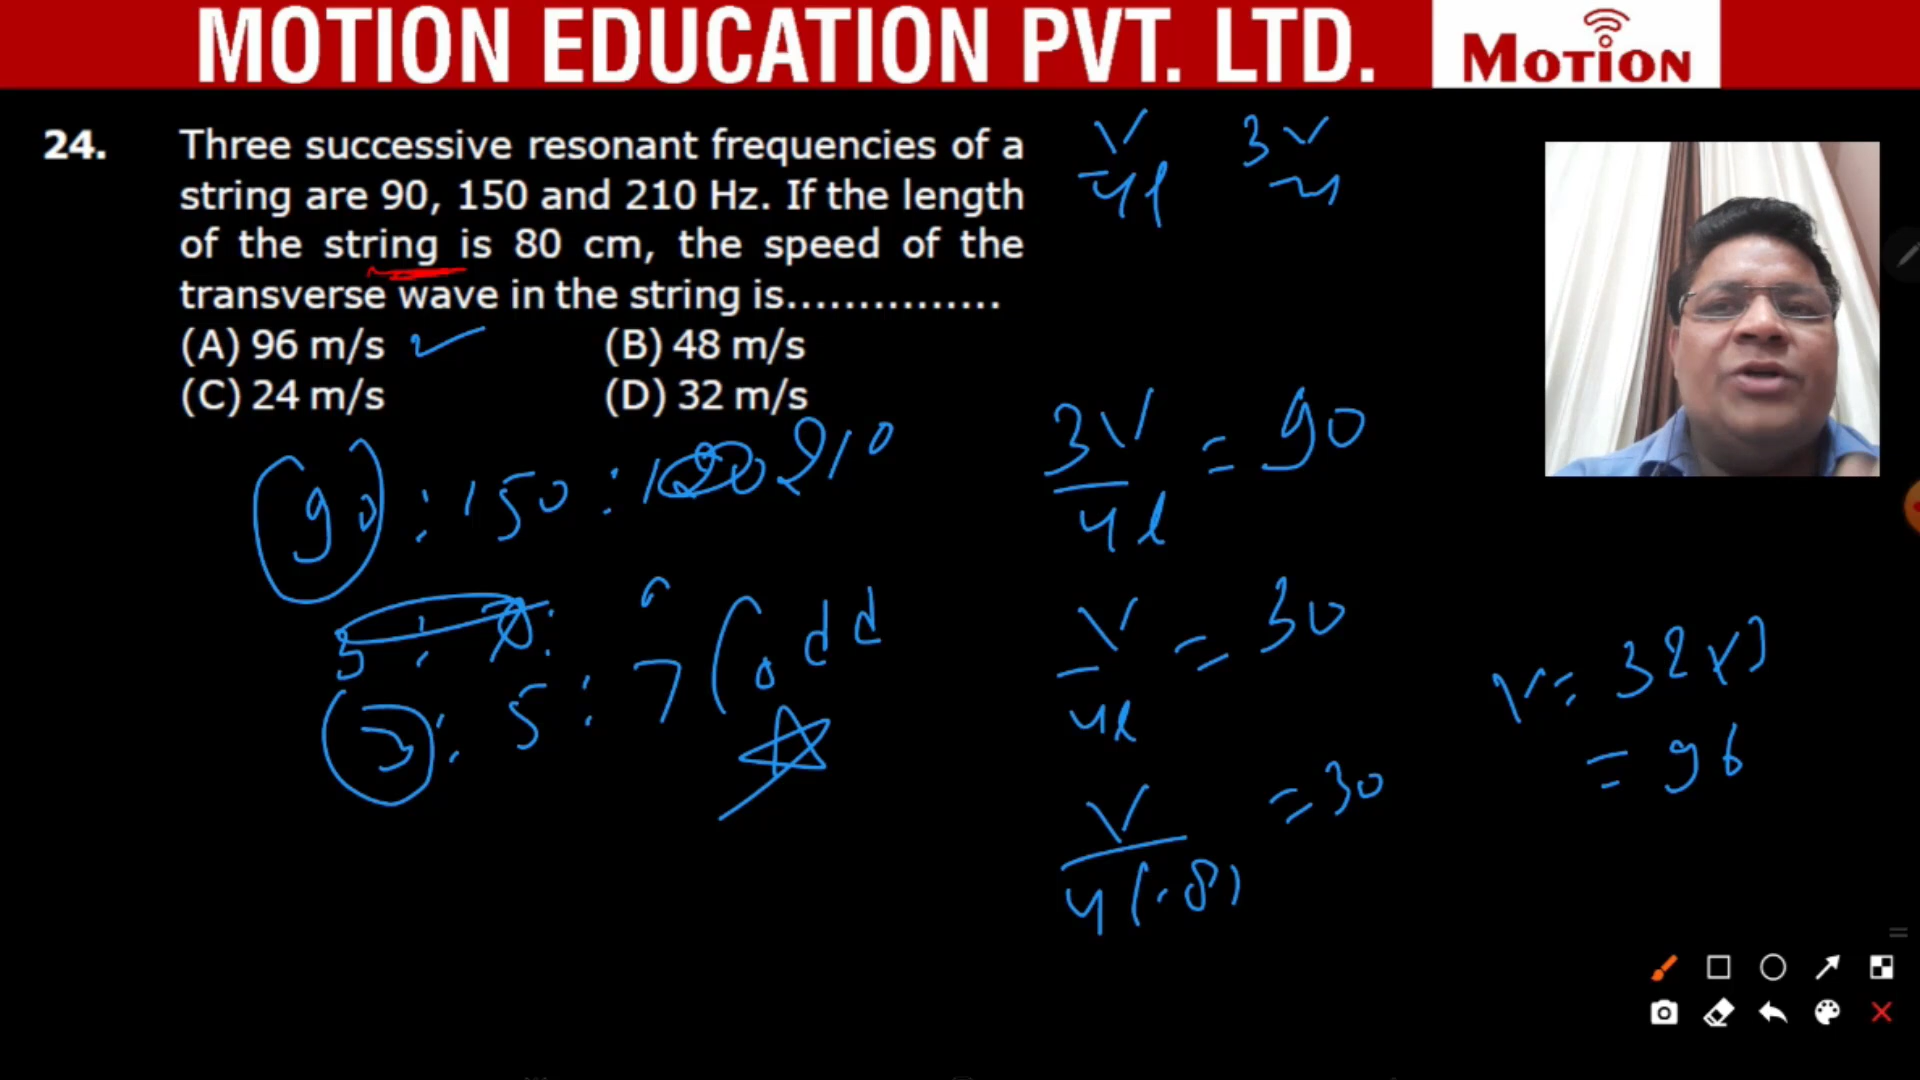 MOTION EDUCATION PVT. LTD.
MOTION
24. Three successive resonant frequencies of a
string are 90, 150 and 210 Hz. If the length
of the string is 80 cm, the speed of the
transverse wave in the string is...............
(A) 96 m/s ✓ (B) 48 m/s
(C) 24 m/s (D) 32 m/s
V/4l 3V/4
90 : 150 : 210
3 : 5 : 7 (odd
3V/4l = 90
V/4l = 30
V/4(.8) = 30
V = 32x3
= 96